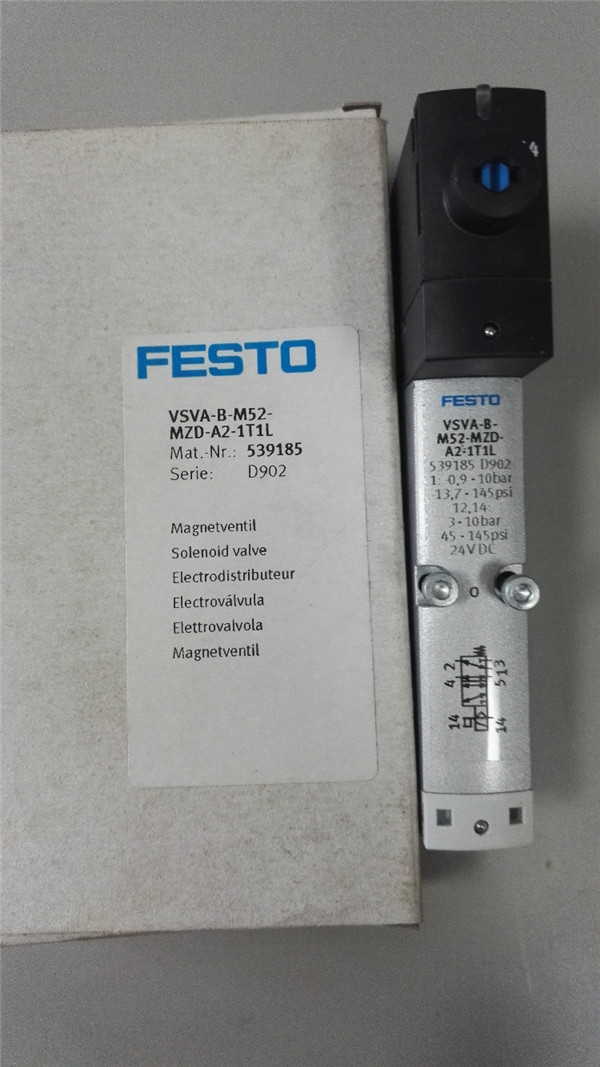 FESTO
VSVA-B-M52-
MZD-A2-1T1L
Mat.-Nr.: 539185
Serie: D902
Magnetventil
Solenoid valve
Electrodistributeur
Electroválvula
Elettrovalvola
Magnetventil
4
FESTO
VSVA-B-
M52-MZD-
A2-1T1L
539185 D902
1: -0,9 - 10bar
-13,7 - 145psi
12,14:
3 - 10bar
45 - 145psi
24V DC
0
4 2
513
14
14